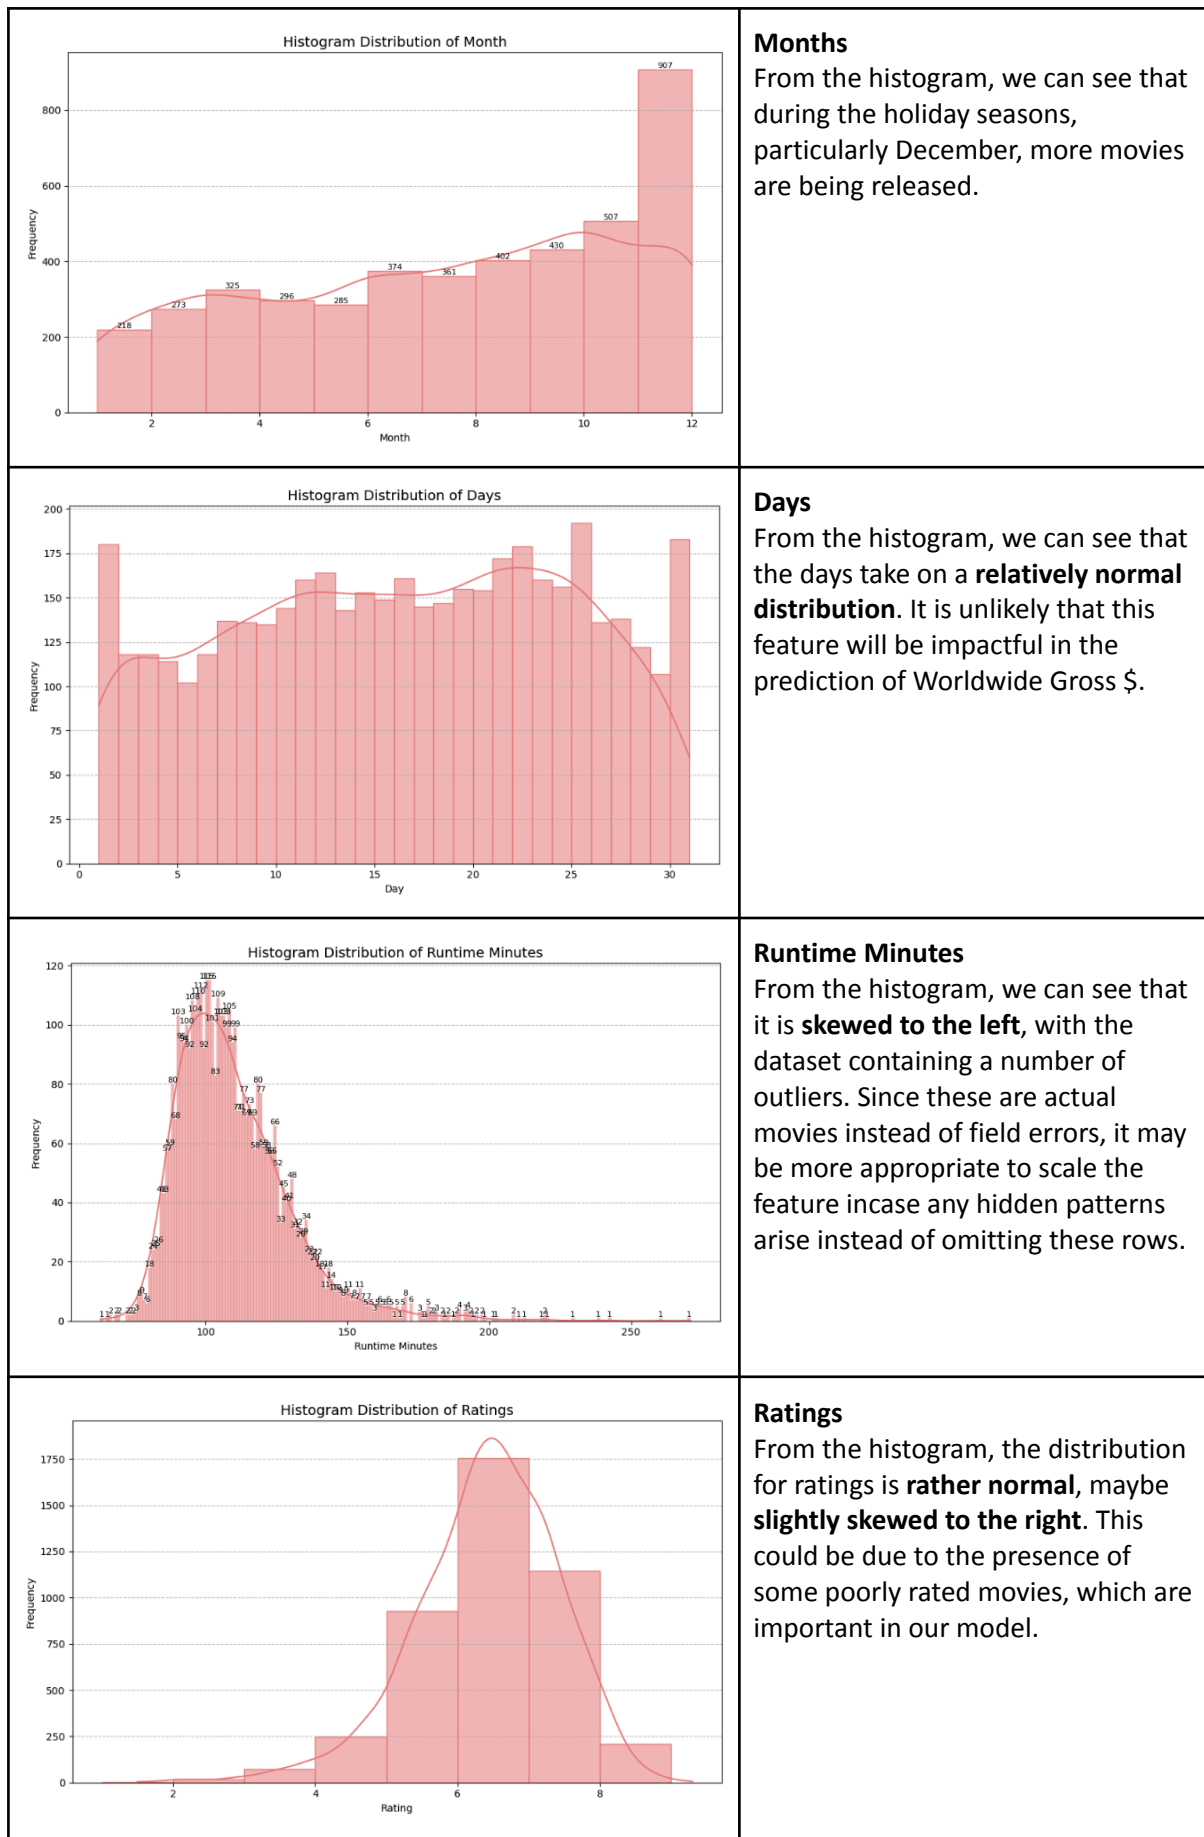 Histogram Distribution of Month
907
800
600
507
430
402
400
374
361
325
296
285
273
218
200
0
2
4
6
8
10
12
Frequency
Month
Months
From the histogram, we can see that
during the holiday seasons,
particularly December, more movies
are being released.
Histogram Distribution of Days
200
175
150
125
100
75
50
25
0
0
5
10
15
20
25
30
Frequency
Day
Days
From the histogram, we can see that
the days take on a relatively normal
distribution. It is unlikely that this
feature will be impactful in the
prediction of Worldwide Gross $.
Histogram Distribution of Runtime Minutes
120
100
80
60
40
20
0
100
150
200
250
Frequency
Runtime Minutes
Runtime Minutes
From the histogram, we can see that
it is skewed to the left, with the
dataset containing a number of
outliers. Since these are actual
movies instead of field errors, it may
be more appropriate to scale the
feature incase any hidden patterns
arise instead of omitting these rows.
Histogram Distribution of Ratings
1750
1500
1250
1000
750
500
250
0
2
4
6
8
Frequency
Rating
Ratings
From the histogram, the distribution
for ratings is rather normal, maybe
slightly skewed to the right. This
could be due to the presence of
some poorly rated movies, which are
important in our model.